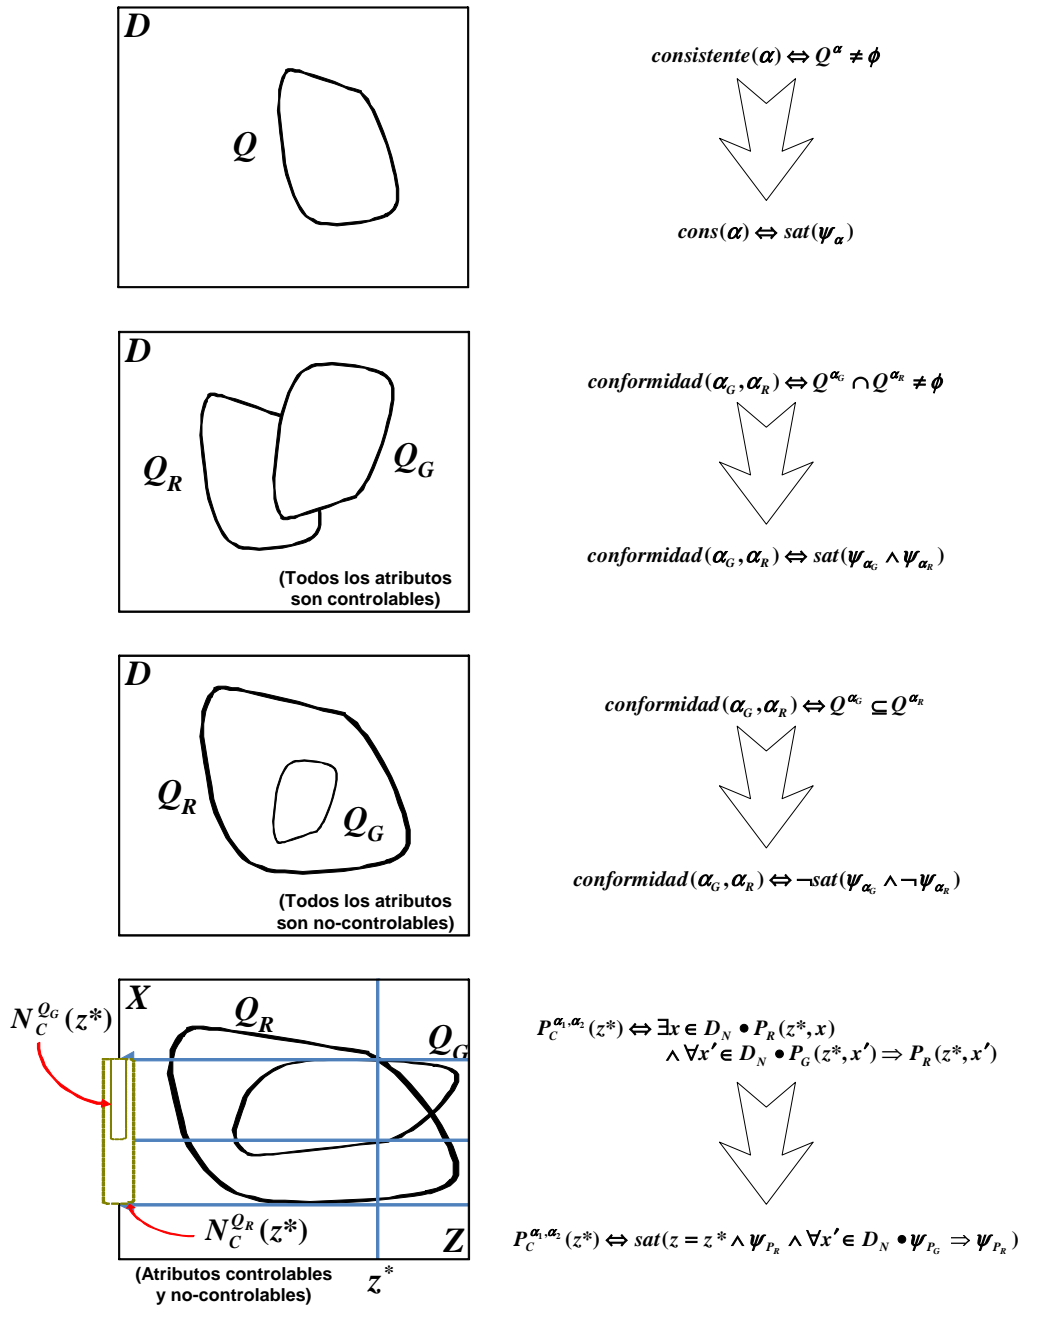 D
Q
consistente(α) ⇔ Q^α ≠ ϕ
cons(α) ⇔ sat(ψ_α)
D
Q_R
Q_G
(Todos los atributos
son controlables)
conformidad(α_G, α_R) ⇔ Q^{α_G} ∩ Q^{α_R} ≠ ϕ
conformidad(α_G, α_R) ⇔ sat(ψ_{α_G} ∧ ψ_{α_R})
D
Q_R
Q_G
(Todos los atributos
son no-controlables)
conformidad(α_G, α_R) ⇔ Q^{α_G} ⊆ Q^{α_R}
conformidad(α_G, α_R) ⇔ ¬sat(ψ_{α_G} ∧ ¬ψ_{α_R})
X
Q_R
Q_G
N_C^{Q_G}(z*)
N_C^{Q_R}(z*)
Z
z*
(Atributos controlables
y no-controlables)
P_C^{α_1,α_2}(z*) ⇔ ∃x ∈ D_N • P_R(z*, x)
∧ ∀x′ ∈ D_N • P_G(z*, x′) ⇒ P_R(z*, x′)
P_C^{α_1,α_2}(z*) ⇔ sat(z = z* ∧ ψ_{P_R} ∧ ∀x′ ∈ D_N • ψ_{P_G} ⇒ ψ_{P_R})